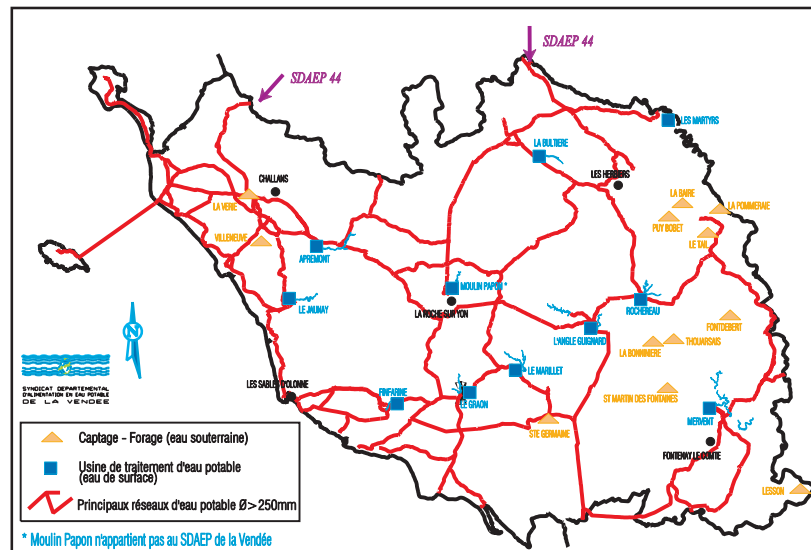 SDAEP 44
SDAEP 44
LES MARTYRS
LA BULTIERE
LES HERBIERS
CHALLANS
LA VERIE
LA BAIRE
LA POMMERAIE
PUY BOBET
LE TAIL
VILLENEUVE
APREMONT
MOULIN PAPON *
LE JAUNAY
LA ROCHE SUR YON
ROCHEREAU
FONTDEBERT
L'ANGLE GUIGNARD
THOUARSAIS
LA BONNINIERE
N
LE MARILLET
SYNDICAT DEPARTEMENTAL
D'ALIMENTATION EN EAU POTABLE
DE LA VENDEE
LES SABLES D'OLONNE
FINFARINE
LE GRAON
ST MARTIN DES FONTAINES
MERVENT
STE GERMAINE
FONTENAY LE COMTE
LESSON
Captage - Forage (eau souterraine)
Usine de traitement d'eau potable
(eau de surface)
Principaux réseaux d'eau potable Ø>250mm
* Moulin Papon n'appartient pas au SDAEP de la Vendée